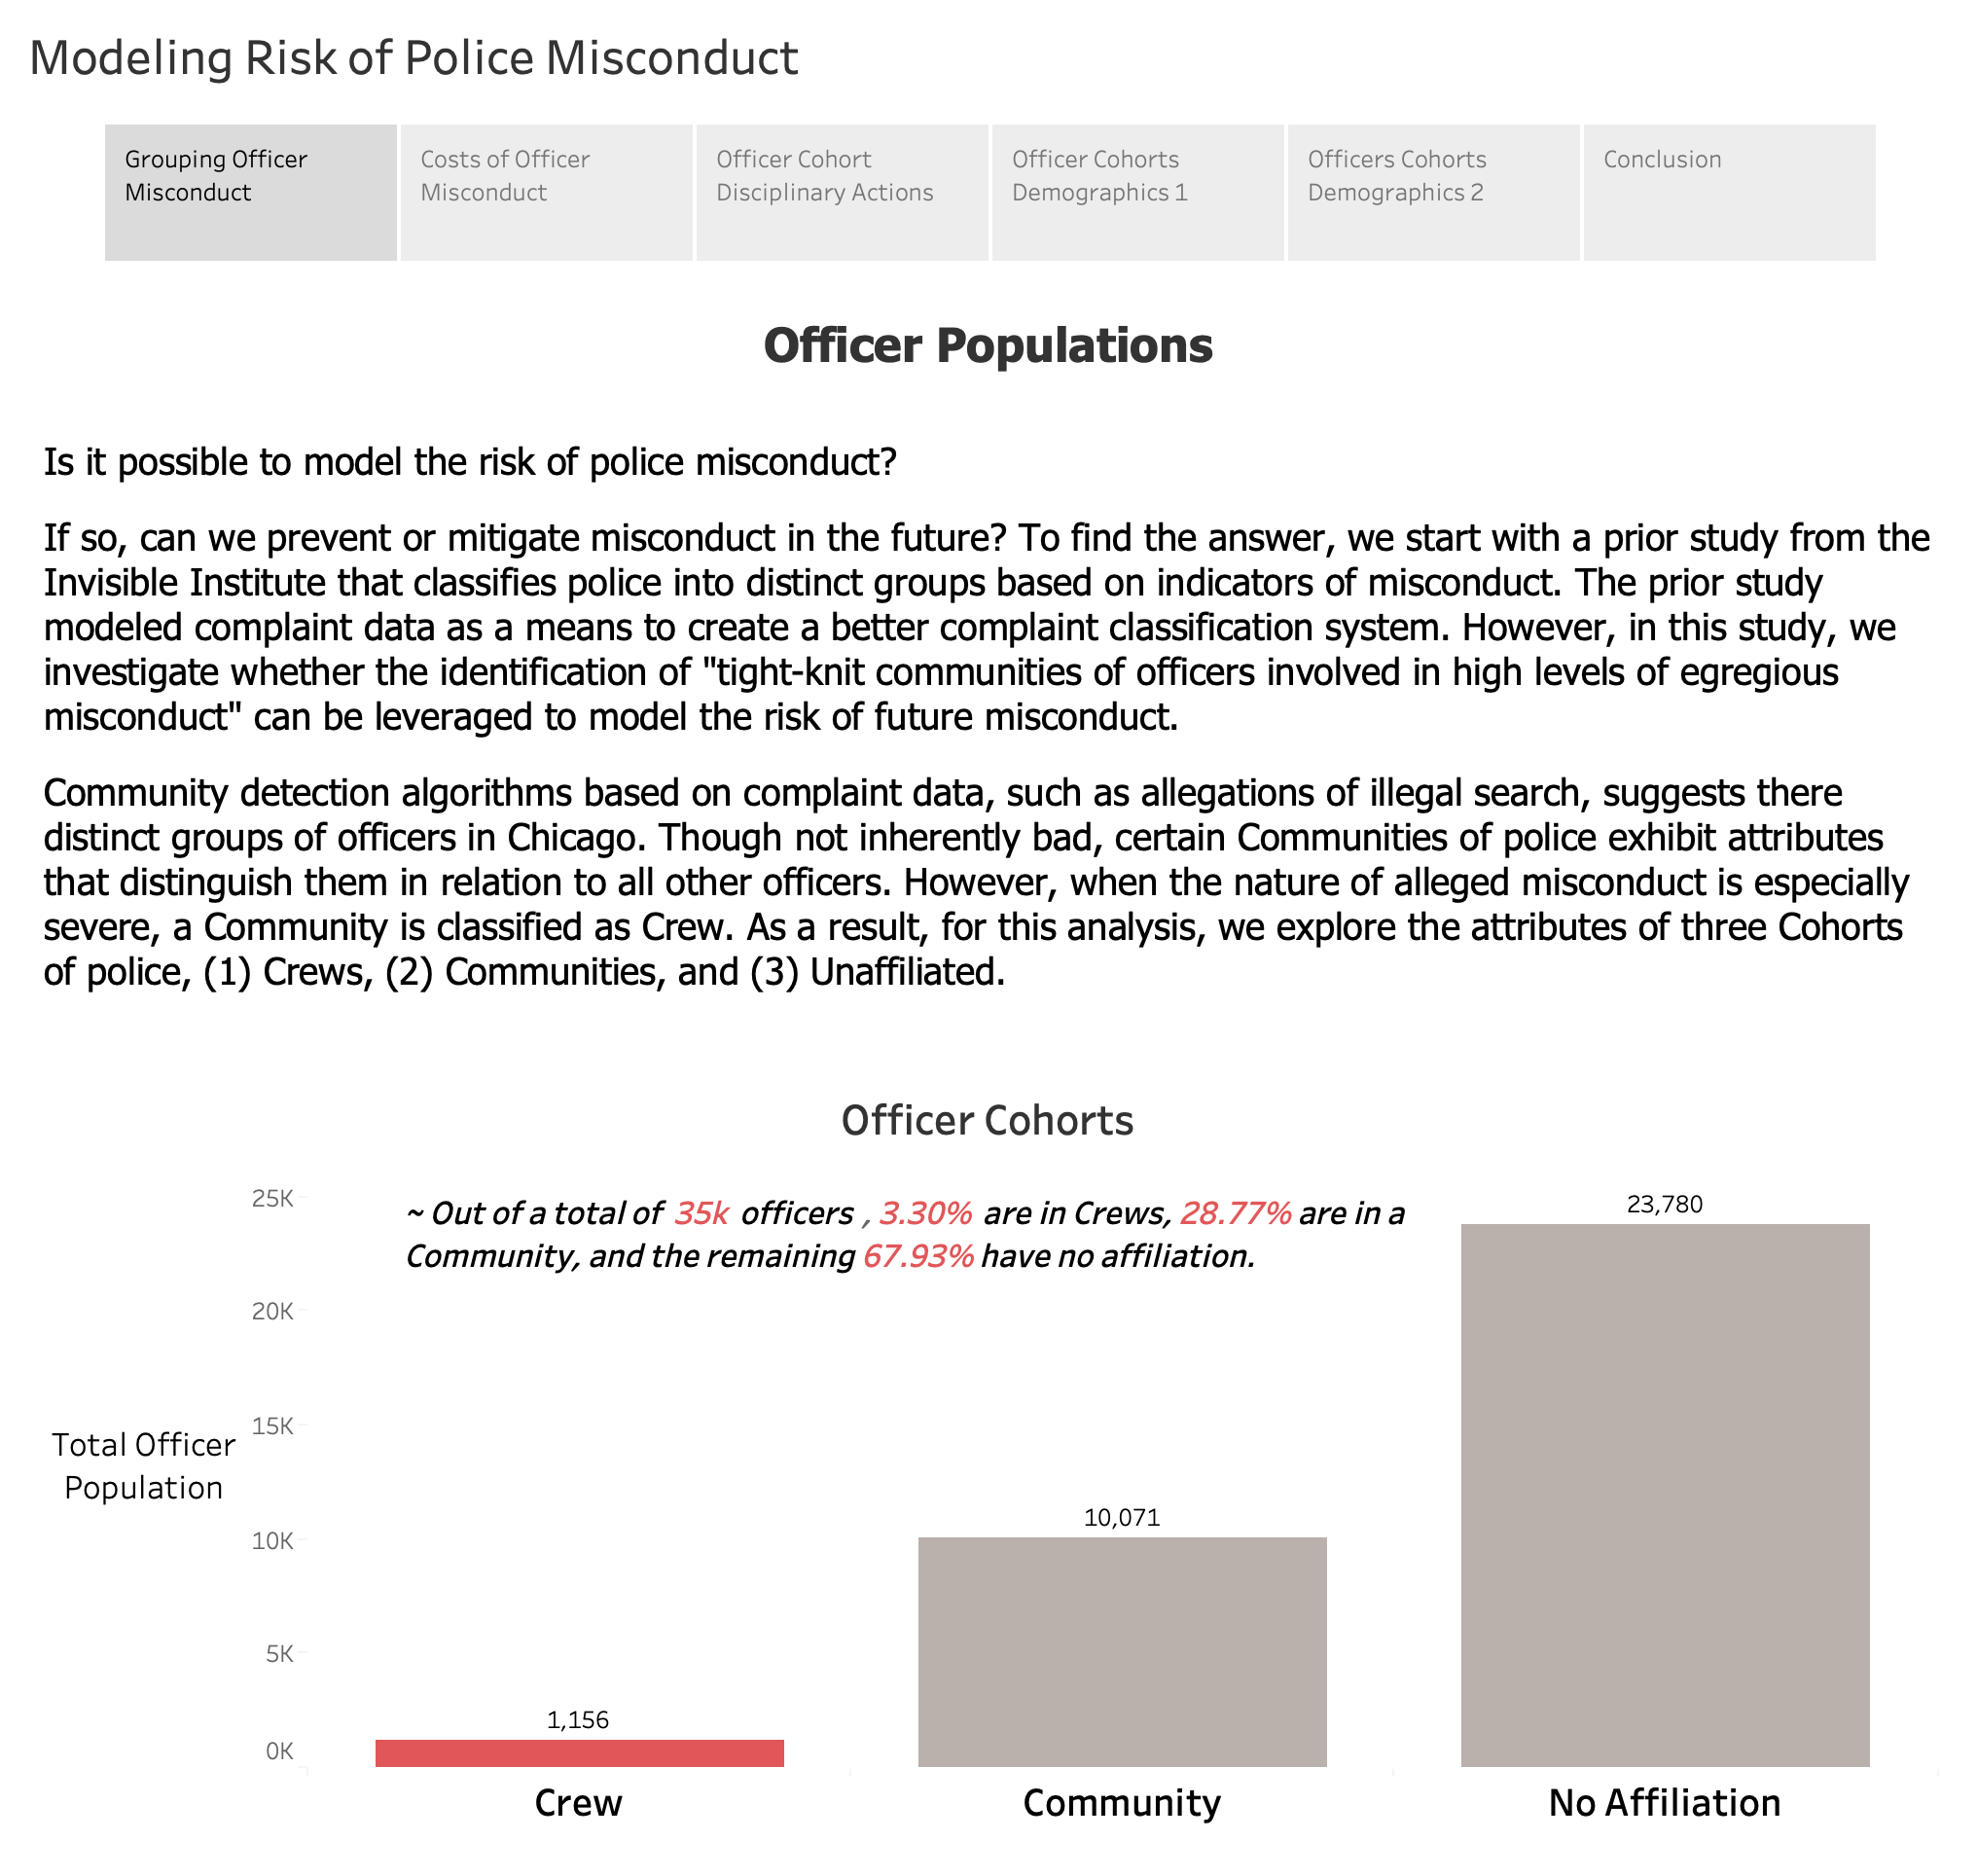 Modeling Risk of Police Misconduct
Grouping Officer
Misconduct
Costs of Officer
Misconduct
Officer Cohort
Disciplinary Actions
Officer Cohorts
Demographics 1
Officers Cohorts
Demographics 2
Conclusion
Officer Populations
Is it possible to model the risk of police misconduct?
If so, can we prevent or mitigate misconduct in the future? To find the answer, we start with a prior study from the
Invisible Institute that classifies police into distinct groups based on indicators of misconduct. The prior study
modeled complaint data as a means to create a better complaint classification system. However, in this study, we
investigate whether the identification of "tight-knit communities of officers involved in high levels of egregious
misconduct" can be leveraged to model the risk of future misconduct.
Community detection algorithms based on complaint data, such as allegations of illegal search, suggests there
distinct groups of officers in Chicago. Though not inherently bad, certain Communities of police exhibit attributes
that distinguish them in relation to all other officers. However, when the nature of alleged misconduct is especially
severe, a Community is classified as Crew. As a result, for this analysis, we explore the attributes of three Cohorts
of police, (1) Crews, (2) Communities, and (3) Unaffiliated.
Officer Cohorts
~ Out of a total of 35k officers , 3.30% are in Crews, 28.77% are in a
Community, and the remaining 67.93% have no affiliation.
Total Officer
Population
25K
20K
15K
10K
5K
0K
1,156
10,071
23,780
Crew
Community
No Affiliation